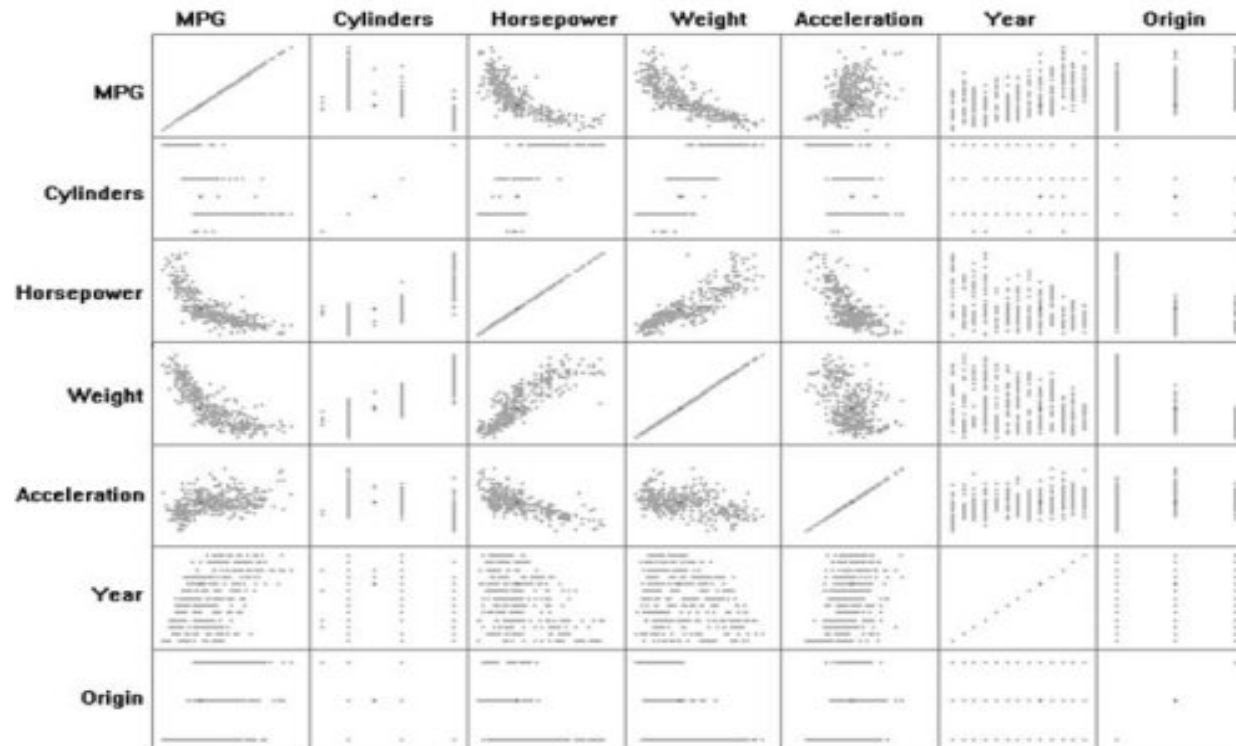 MPG Cylinders Horsepower Weight Acceleration Year Origin
MPG
Cylinders
Horsepower
Weight
Acceleration
Year
Origin